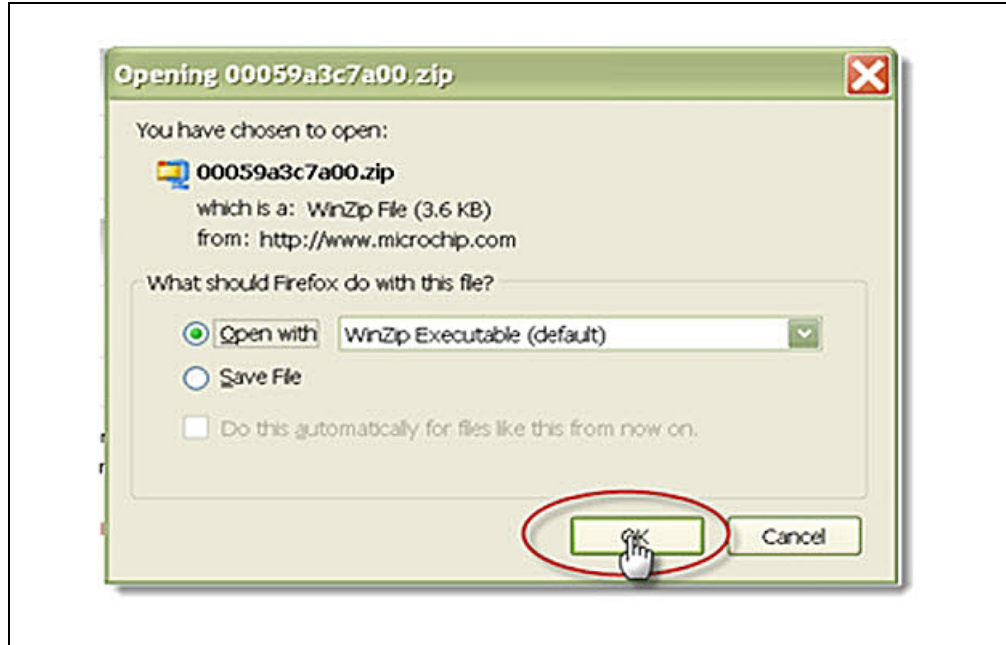 Opening 00059a3c7a00.zip
You have chosen to open:
00059a3c7a00.zip
which is a: WinZip File (3.6 KB)
from: http://www.microchip.com
What should Firefox do with this file?
Open with WinZip Executable (default)
Save File
Do this automatically for files like this from now on.
OK Cancel